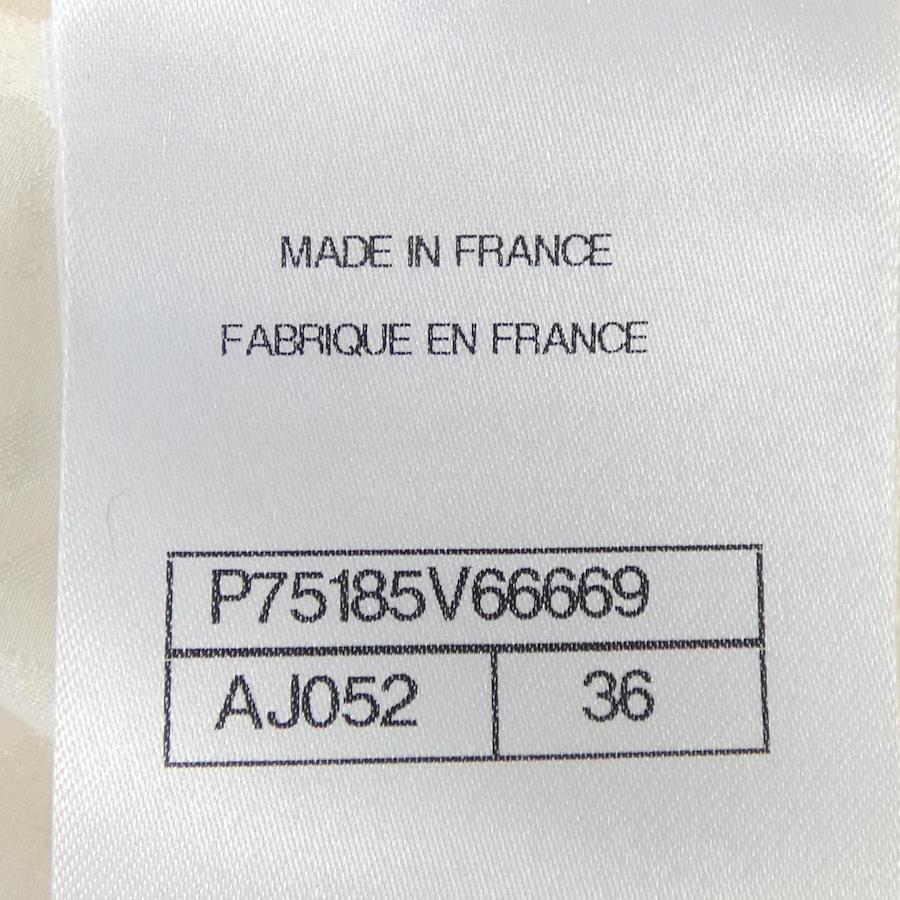 MADE IN FRANCE
FABRIQUE EN FRANCE
P75185V66669
AJ052 36